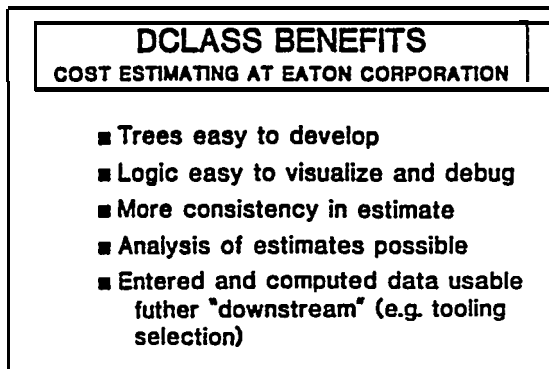 DCLASS BENEFITS
COST ESTIMATING AT EATON CORPORATION
■ Trees easy to develop
■ Logic easy to visualize and debug
■ More consistency in estimate
■ Analysis of estimates possible
■ Entered and computed data usable
futher "downstream" (e.g. tooling
selection)